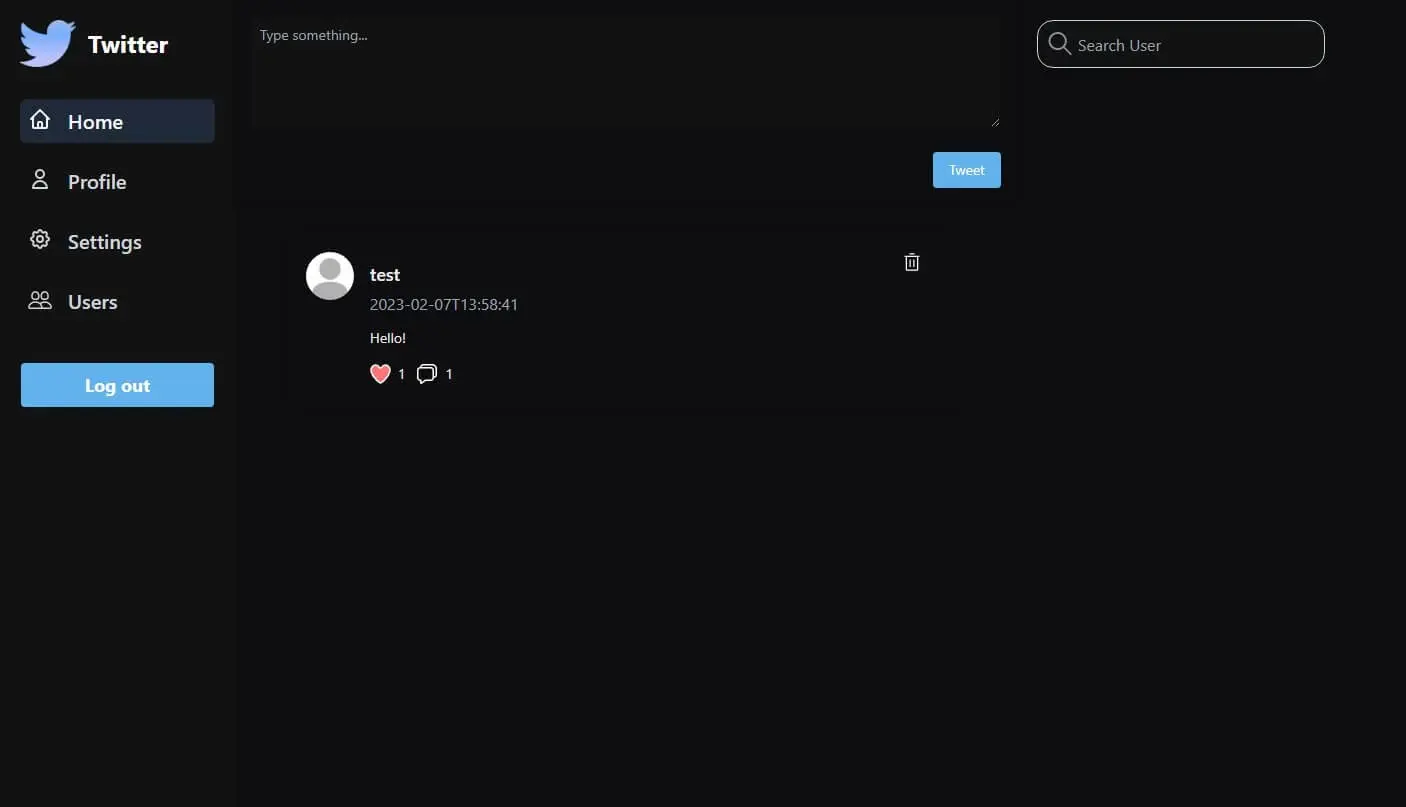 Twitter
Home
Profile
Settings
Users
Log out
Type something...
Tweet
test
2023-02-07T13:58:41
Hello!
1 1
Search User